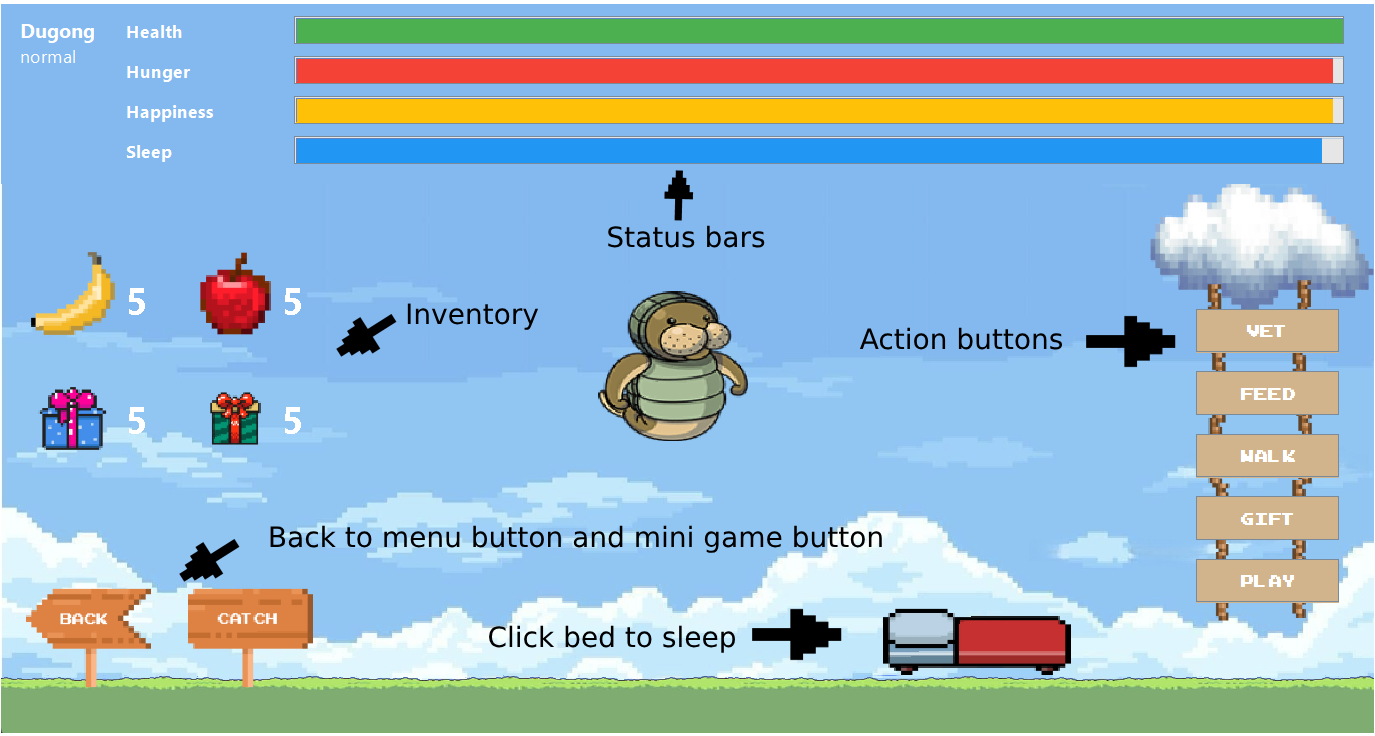 Dugong
normal
Health
Hunger
Happiness
Sleep
Status bars
5
5
Inventory
5
5
Action buttons
VET
FEED
WALK
GIFT
PLAY
Back to menu button and mini game button
BACK
CATCH
Click bed to sleep